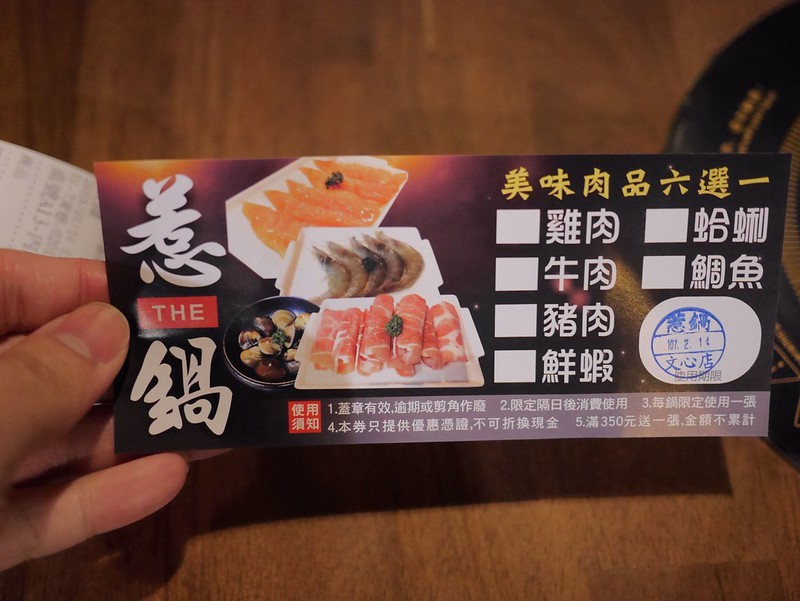 惹
THE
鍋
美味肉品六選一
雞肉
蛤蜊
牛肉
鯛魚
豬肉
鮮蝦
惹鍋
107. 2. 14
文心店
使用期限
使用須知
1.蓋章有效,逾期或剪角作廢 2.限定隔日後消費使用 3.每鍋限定使用一張
4.本券只提供優惠憑證,不可折換現金 5.滿350元送一張,金額不累計